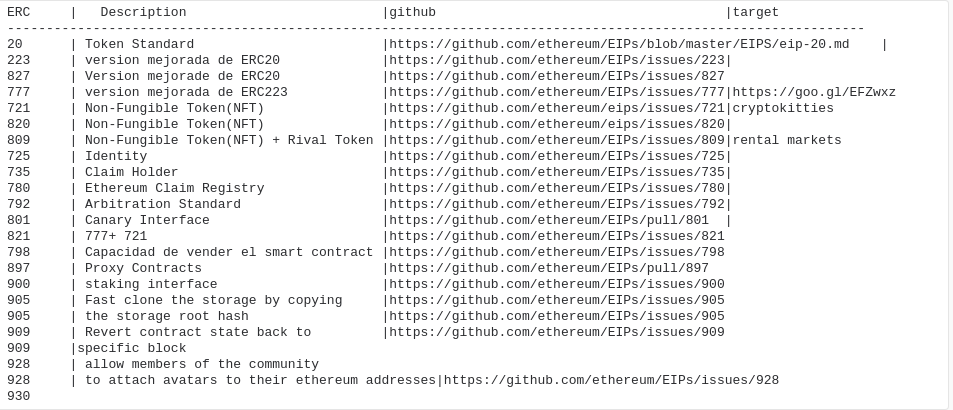 ERC     |   Description                         |github                                     |target
--------------------------------------------------------------------------------------------------------------
20      | Token Standard                        |https://github.com/ethereum/EIPs/blob/master/EIPS/eip-20.md    |
223     | version mejorada de ERC20             |https://github.com/ethereum/EIPs/issues/223|
827     | Version mejorade de ERC20             |https://github.com/ethereum/EIPs/issues/827
777     | version mejorada de ERC223            |https://github.com/ethereum/EIPs/issues/777|https://goo.gl/EFZwxz
721     | Non-Fungible Token(NFT)               |https://github.com/ethereum/eips/issues/721|cryptokitties
820     | Non-Fungible Token(NFT)               |https://github.com/ethereum/eips/issues/820|
809     | Non-Fungible Token(NFT) + Rival Token |https://github.com/ethereum/EIPs/issues/809|rental markets
725     | Identity                              |https://github.com/ethereum/EIPs/issues/725|
735     | Claim Holder                          |https://github.com/ethereum/EIPs/issues/735|
780     | Ethereum Claim Registry               |https://github.com/ethereum/EIPs/issues/780|
792     | Arbitration Standard                  |https://github.com/ethereum/EIPs/issues/792|
801     | Canary Interface                      |https://github.com/ethereum/EIPs/pull/801  |
821     | 777+ 721                              |https://github.com/ethereum/EIPs/issues/821
798     | Capacidad de vender el smart contract |https://github.com/ethereum/EIPs/issues/798
897     | Proxy Contracts                       |https://github.com/ethereum/EIPs/pull/897
900     | staking interface                     |https://github.com/ethereum/EIPs/issues/900
905     | Fast clone the storage by copying     |https://github.com/ethereum/EIPs/issues/905
905     | the storage root hash                 |https://github.com/ethereum/EIPs/issues/905
909     | Revert contract state back to         |https://github.com/ethereum/EIPs/issues/909
909     |specific block
928     | allow members of the community
928     | to attach avatars to their ethereum addresses|https://github.com/ethereum/EIPs/issues/928
930